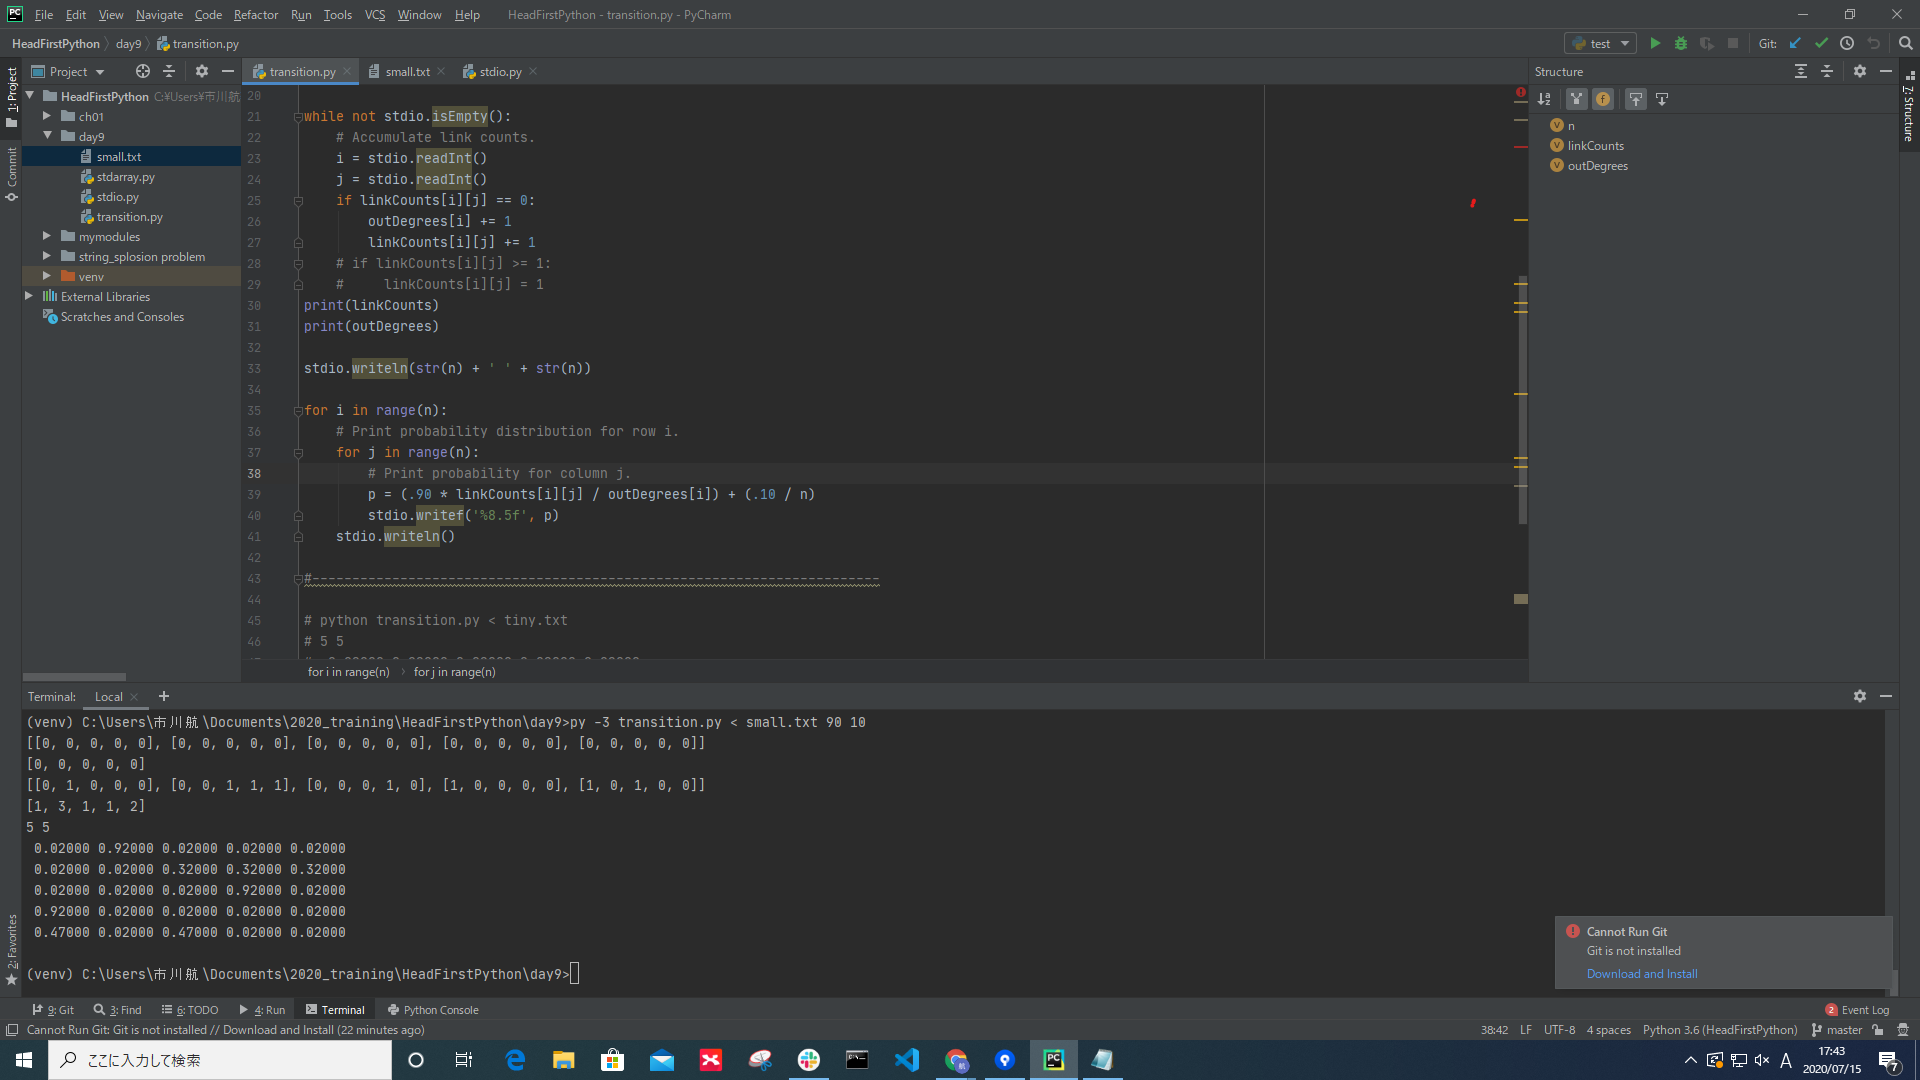 File Edit View Navigate Code Refactor Run Tools VCS Window Help HeadFirstPython - transition.py - PyCharm
HeadFirstPython day9 transition.py test Git:
Project transition.py small.txt stdio.py Structure
1: Project
Commit
2: Favorites
7: Structure
HeadFirstPython C:¥Users¥市川航
ch01
day9
small.txt
stdarray.py
stdio.py
transition.py
mymodules
string_splosion problem
venv
External Libraries
Scratches and Consoles
20
21 while not stdio.isEmpty():
22 # Accumulate link counts.
23 i = stdio.readInt()
24 j = stdio.readInt()
25 if linkCounts[i][j] == 0:
26 outDegrees[i] += 1
27 linkCounts[i][j] += 1
28 # if linkCounts[i][j] >= 1:
29 # linkCounts[i][j] = 1
30 print(linkCounts)
31 print(outDegrees)
32
33 stdio.writeln(str(n) + ' ' + str(n))
34
35 for i in range(n):
36 # Print probability distribution for row i.
37 for j in range(n):
38 # Print probability for column j.
39 p = (.90 * linkCounts[i][j] / outDegrees[i]) + (.10 / n)
40 stdio.writef('%8.5f', p)
41 stdio.writeln()
42
43 #-----------------------------------------------------------------------
44
45 # python transition.py < tiny.txt
46 # 5 5
for i in range(n) for j in range(n)
n
linkCounts
outDegrees
Terminal: Local +
(venv) C:\Users\市川航\Documents\2020_training\HeadFirstPython\day9>py -3 transition.py < small.txt 90 10
[[0, 0, 0, 0, 0], [0, 0, 0, 0, 0], [0, 0, 0, 0, 0], [0, 0, 0, 0, 0], [0, 0, 0, 0, 0]]
[0, 0, 0, 0, 0]
[[0, 1, 0, 0, 0], [0, 0, 1, 1, 1], [0, 0, 0, 1, 0], [1, 0, 0, 0, 0], [1, 0, 1, 0, 0]]
[1, 3, 1, 1, 2]
5 5
0.02000 0.92000 0.02000 0.02000 0.02000
0.02000 0.02000 0.32000 0.32000 0.32000
0.02000 0.02000 0.02000 0.92000 0.02000
0.92000 0.02000 0.02000 0.02000 0.02000
0.47000 0.02000 0.47000 0.02000 0.02000
(venv) C:\Users\市川航\Documents\2020_training\HeadFirstPython\day9>
Cannot Run Git
Git is not installed
Download and Install
9: Git 3: Find 6: TODO 4: Run Terminal Python Console 2 Event Log
Cannot Run Git: Git is not installed // Download and Install (22 minutes ago) 38:42 LF UTF-8 4 spaces Python 3.6 (HeadFirstPython) master
ここに入力して検索 A 17:43
2020/07/15 7